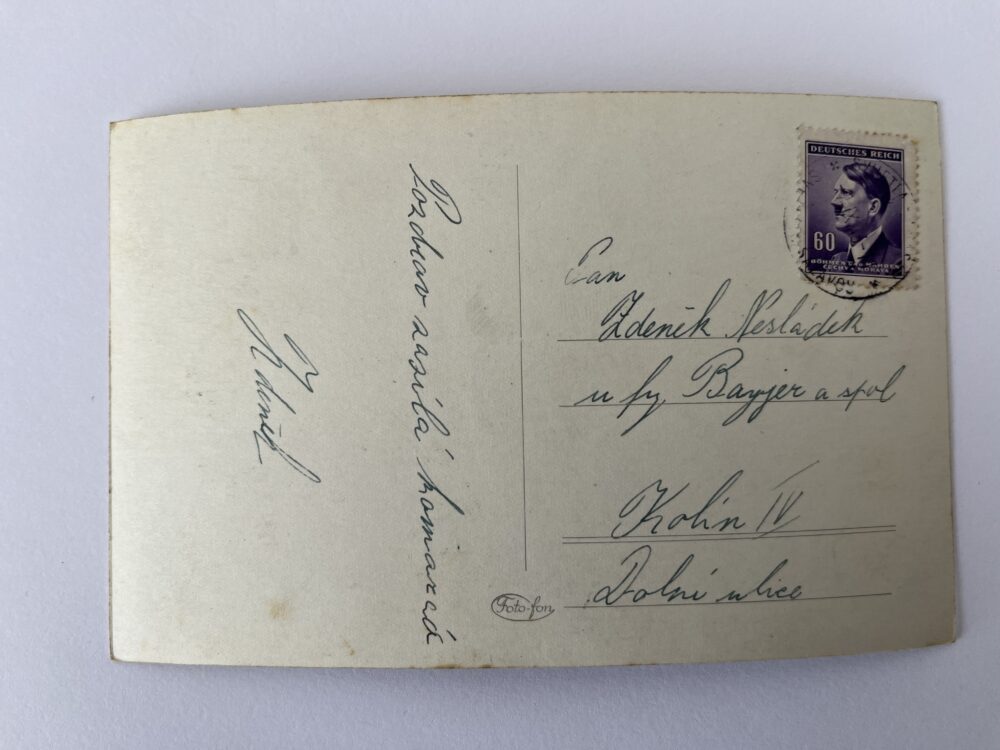 Pozdrav zasílá kamarád
Zdeněk
DEUTSCHES REICH
60
BÖHMEN UND MÄHREN
ČECHY A MORAVA
Pan
Zdeněk Nesládek
u fy. Bayjer a spol
Kolín IV
Dolní ulice
Foto-fon